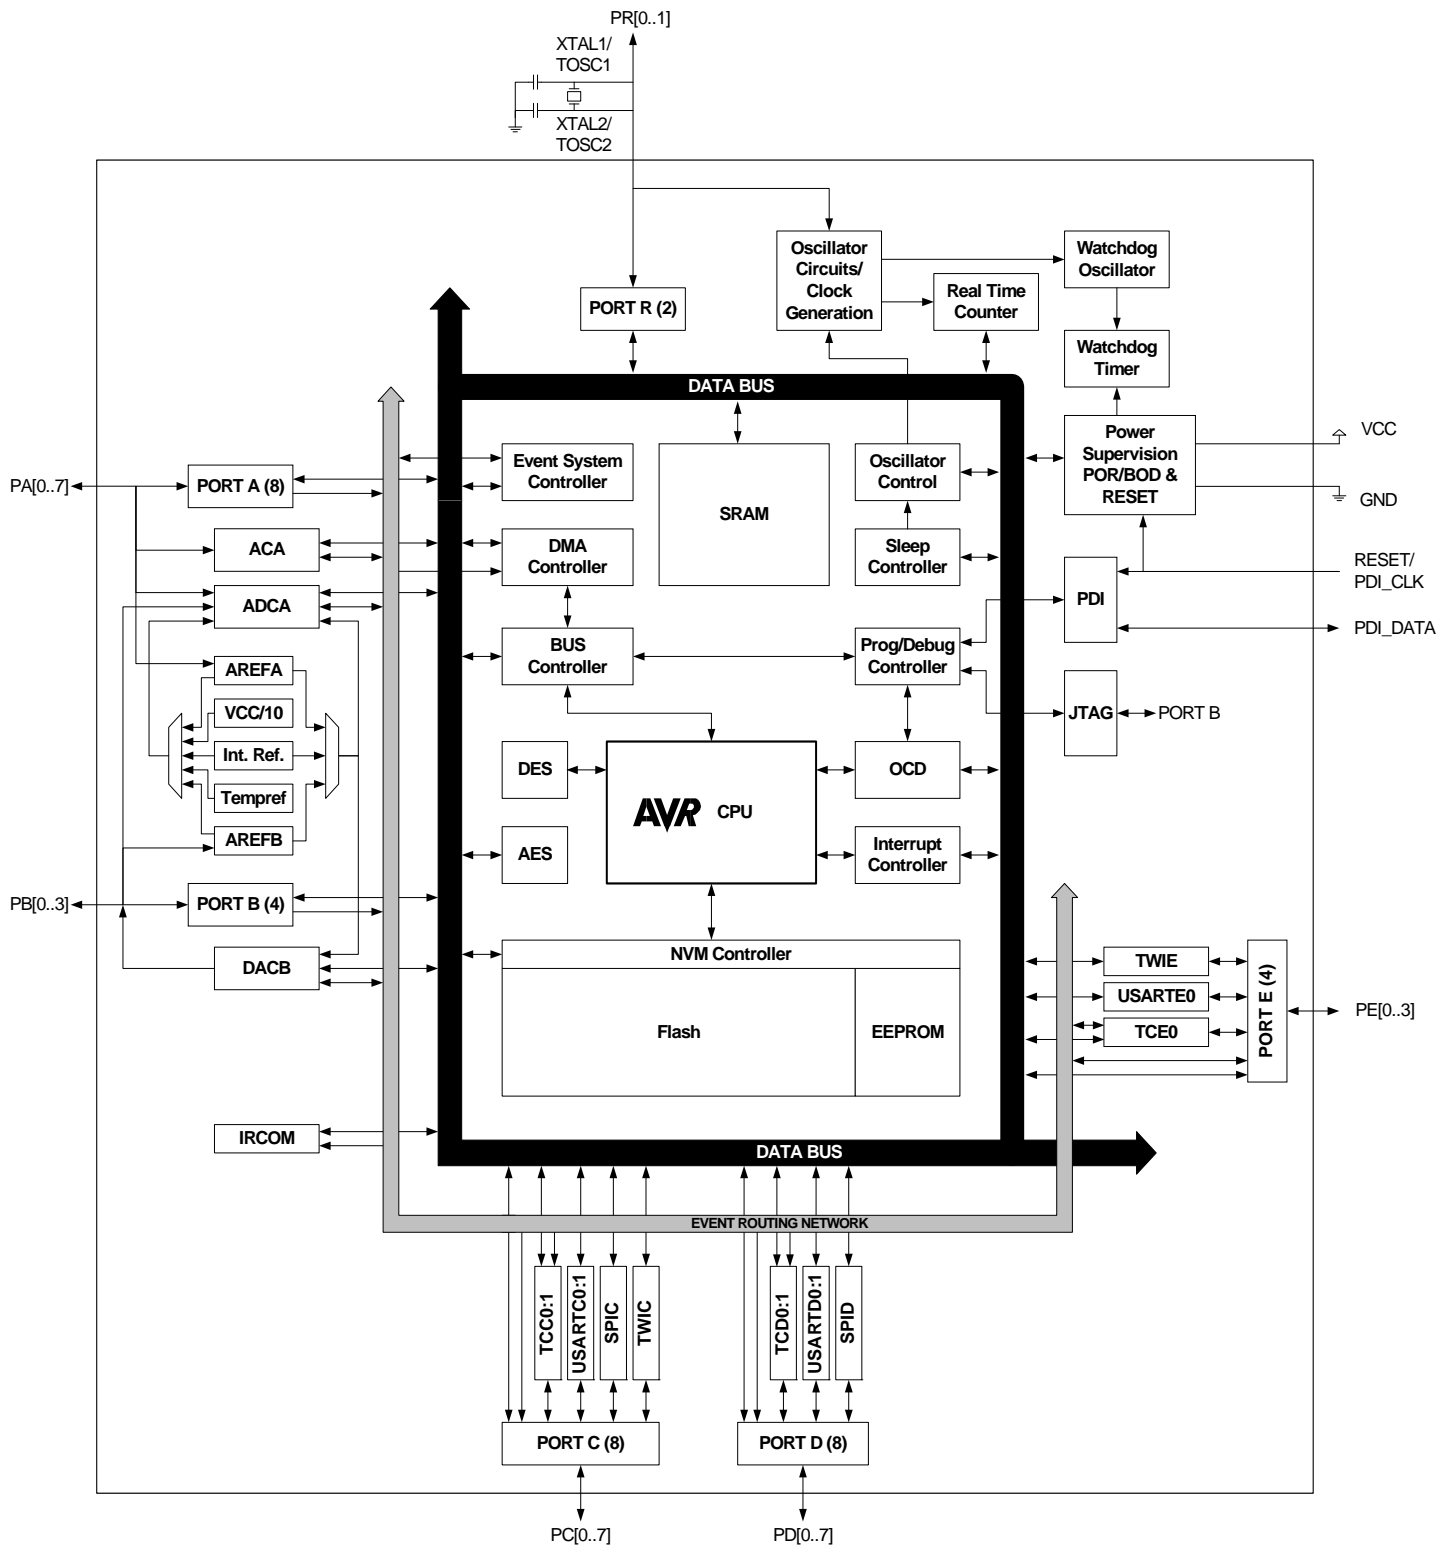 PR[0..1]
XTAL1/
TOSC1
XTAL2/
TOSC2
Oscillator
Circuits/
Clock
Generation
Watchdog
Oscillator
Real Time
Counter
PORT R (2)
Watchdog
Timer
DATA BUS
Event System
Controller
SRAM
Oscillator
Control
Power
Supervision
POR/BOD &
RESET
VCC
GND
PA[0..7]
PORT A (8)
ACA
DMA
Controller
Sleep
Controller
RESET/
PDI_CLK
PDI
PDI_DATA
ADCA
BUS
Controller
Prog/Debug
Controller
AREFA
VCC/10
Int. Ref.
Tempref
AREFB
JTAG
PORT B
DES
AVR CPU
OCD
AES
Interrupt
Controller
PB[0..3]
PORT B (4)
DACB
NVM Controller
Flash
EEPROM
TWIE
USARTE0
TCE0
PORT E (4)
PE[0..3]
IRCOM
DATA BUS
EVENT ROUTING NETWORK
TCC0:1
USARTC0:1
SPIC
TWIC
TCD0:1
USARTD0:1
SPID
PORT C (8)
PORT D (8)
PC[0..7]
PD[0..7]